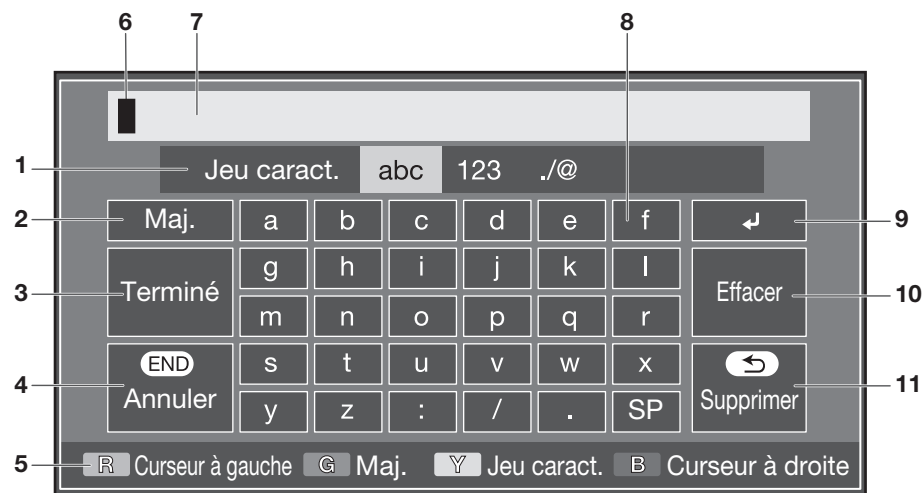 6 7 8
1 Jeu caract. abc 123 ./@
2 Maj. a b c d e f ↲ 9
g h i j k l
3 Terminé Effacer 10
m n o p q r
END s t u v w x
4 Annuler Supprimer 11
y z : / . SP
5 R Curseur à gauche G Maj. Y Jeu caract. B Curseur à droite